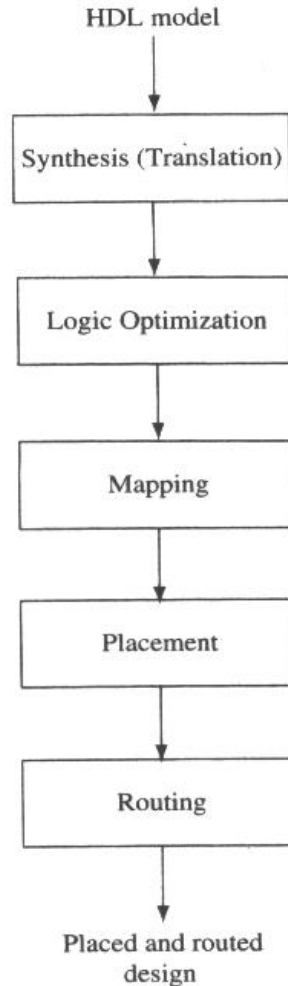 HDL model
Synthesis (Translation)
Logic Optimization
Mapping
Placement
Routing
Placed and routed
design